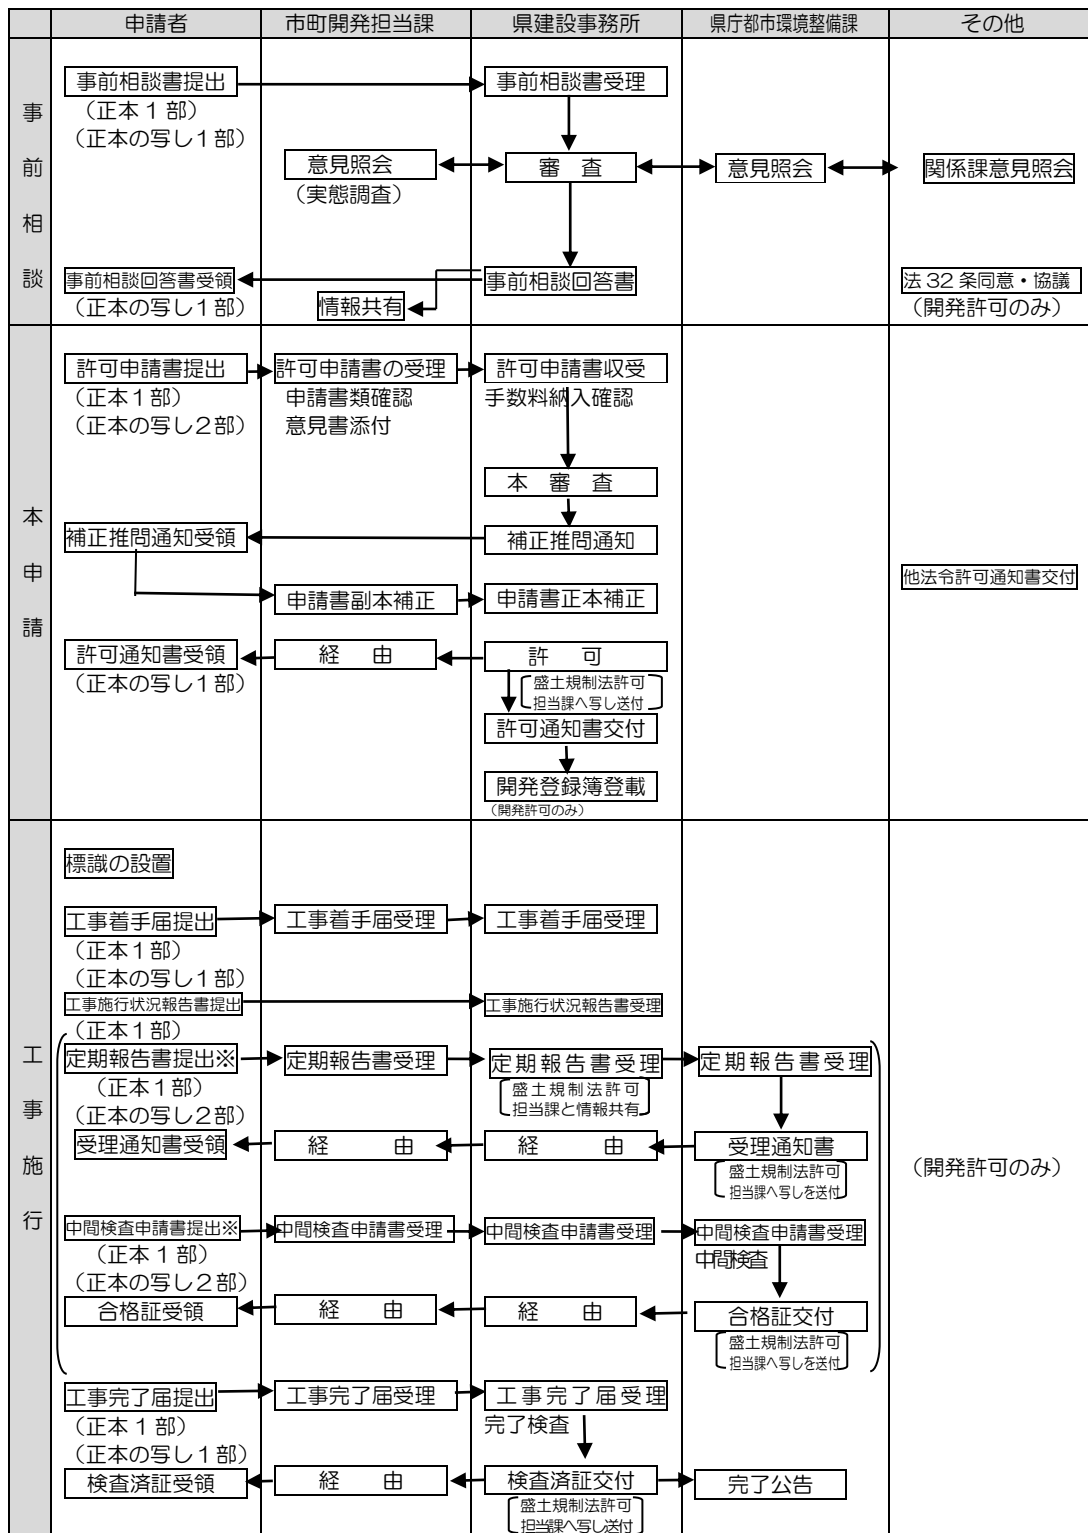 申請者 市町開発担当課 県建設事務所 県庁都市環境整備課 その他
事前相談
事前相談書提出 事前相談書受理
（正本１部）
（正本の写し１部）
意見照会 審　査 意見照会 関係課意見照会
（実態調査）
事前相談回答書受領 事前相談回答書 法 32 条同意・協議
（正本の写し１部） 情報共有 （開発許可のみ）
本申請
許可申請書提出 許可申請書の受理 許可申請書収受
（正本１部） 申請書類確認 手数料納入確認
（正本の写し２部） 意見書添付
本　審　査
補正推問通知受領 補正推問通知
他法令許可通知書交付
申請書副本補正 申請書正本補正
許可通知書受領 経　由 許　可
（正本の写し１部） 盛土規制法許可
担当課へ写し送付
許可通知書交付
開発登録簿登載
（開発許可のみ）
工事施行
標識の設置
工事着手届提出 工事着手届受理 工事着手届受理
（正本１部）
（正本の写し１部）
工事施行状況報告書提出 工事施行状況報告書受理
（正本１部）
定期報告書提出※ 定期報告書受理 定期報告書受理 定期報告書受理
（正本１部） 盛土規制法許可
（正本の写し２部） 担当課と情報共有
受理通知書受領 経　由 経　由 受理通知書
（開発許可のみ）
盛土規制法許可
担当課へ写しを送付
中間検査申請書提出※ 中間検査申請書受理 中間検査申請書受理 中間検査申請書受理
（正本１部） 中間検査
（正本の写し２部）
合格証受領 経　由 経　由 合格証交付
盛土規制法許可
担当課へ写しを送付
工事完了届提出 工事完了届受理 工事完了届受理
（正本１部） 完了検査
（正本の写し１部）
検査済証受領 経　由 検査済証交付 完了公告
盛土規制法許可
担当課へ写し送付